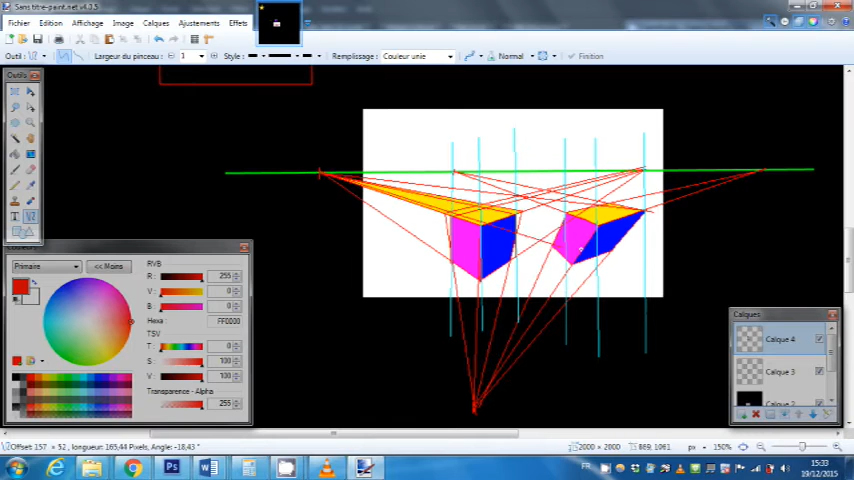 Sans titre-paint.net v4.0.5
Fichier Edition Affichage Image Calques Ajustements Effets
Outil : Largeur du pinceau : 1 Style : Remplissage : Couleur unie Normal Finition
Outils
Primaire << Moins
RVB
R : 255
V : 0
B : 0
Hexa FF0000
TSV
T : 0
S : 100
V : 100
Transparence - Alpha
255
Calques
Calque 4
Calque 3
Calque 2
Offset: 157 × 52 , longueur: 165,44 Pixels, Angle: -18,43 ° 2000 × 2000 869, 1061 px 150%
FR 15:33
19/12/2015